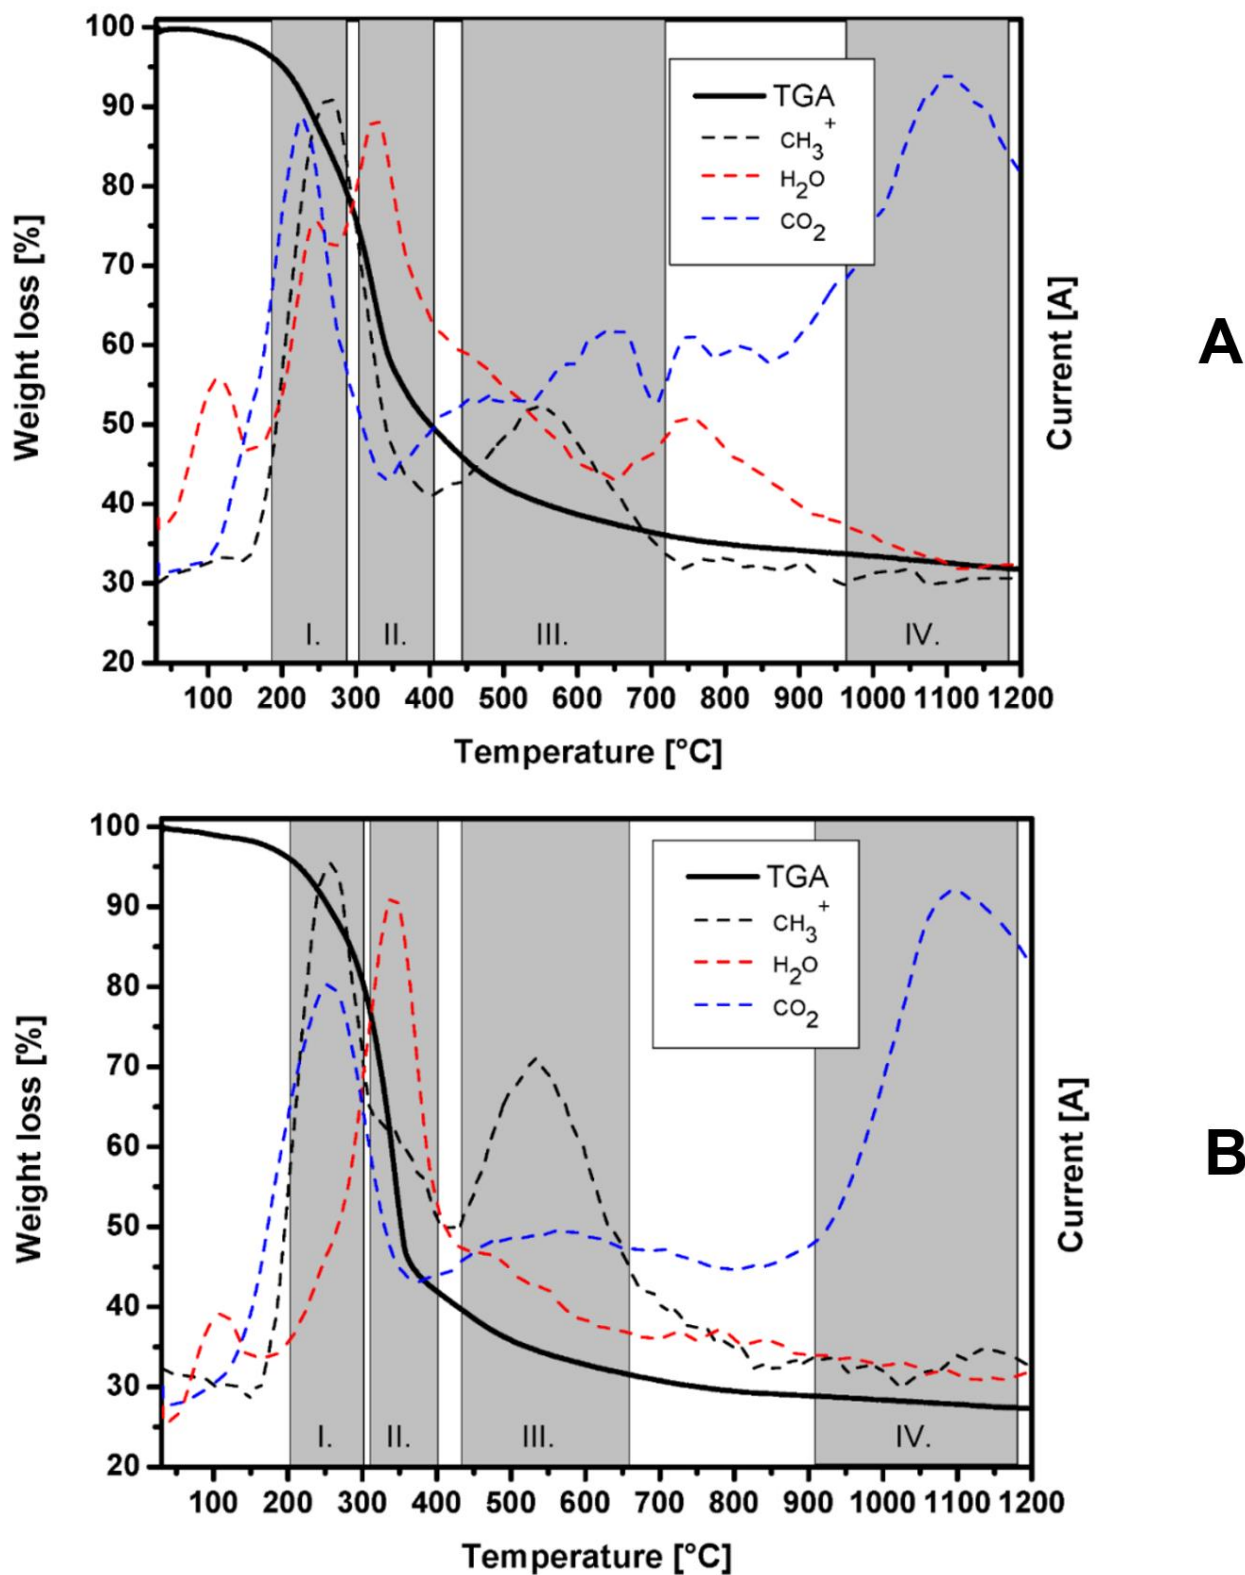 100
90
80
70
60
50
40
30
20
Weight loss [%]
TGA
CH3+
H2O
CO2
I. II. III. IV.
Current [A]
A
100 200 300 400 500 600 700 800 900 1000 1100 1200
Temperature [°C]
100
90
80
70
60
50
40
30
20
Weight loss [%]
TGA
CH3+
H2O
CO2
I. II. III. IV.
Current [A]
B
100 200 300 400 500 600 700 800 900 1000 1100 1200
Temperature [°C]